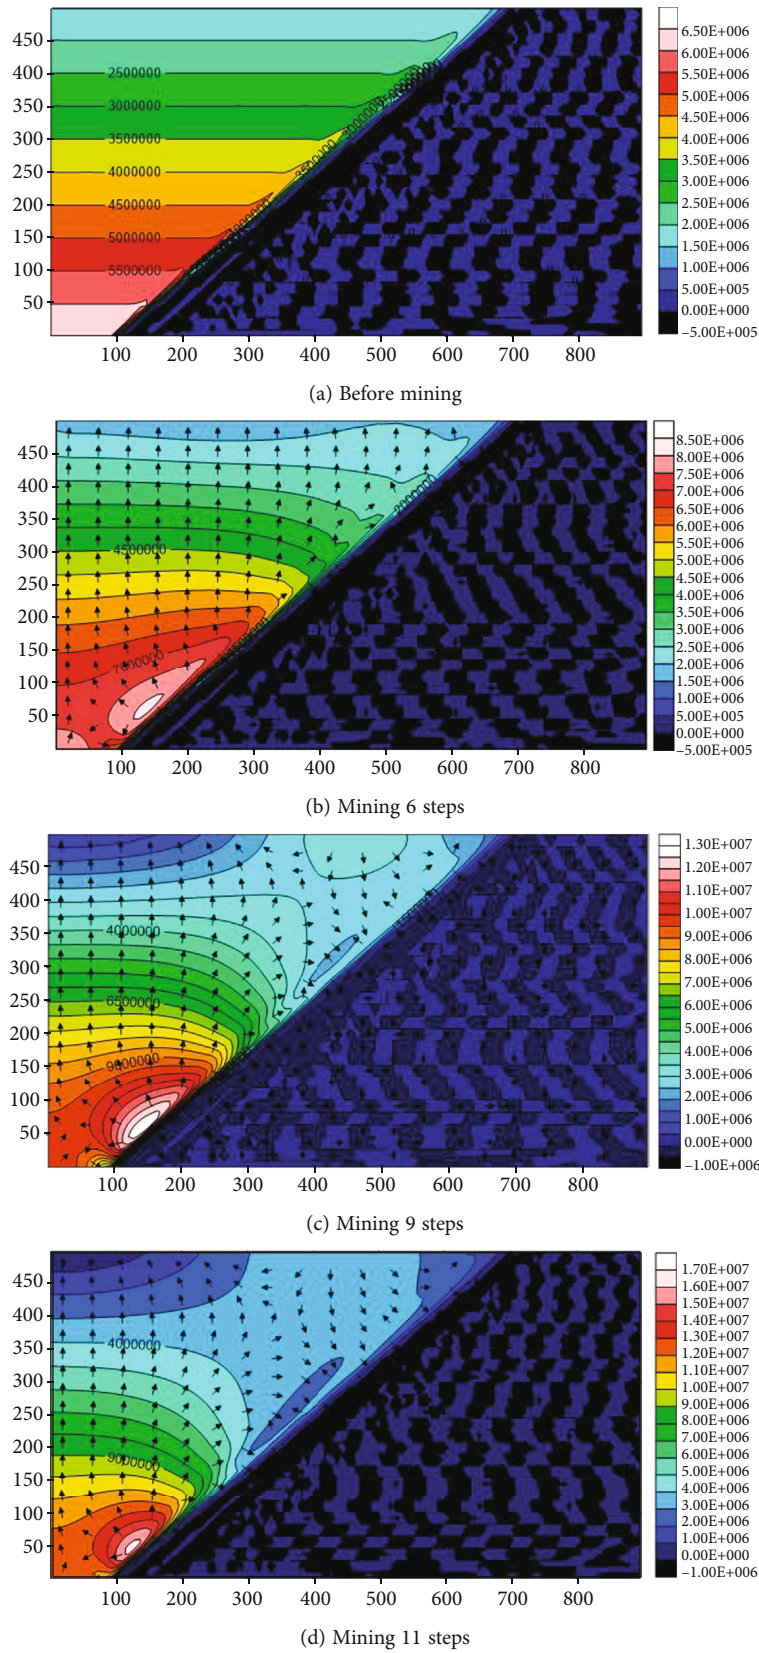 450
400
350
300
250
200
150
100
50
2500000
3000000
3500000
4000000
4500000
5000000
5500000
100 200 300 400 500 600 700 800
6.50E+006
6.00E+006
5.50E+006
5.00E+006
4.50E+006
4.00E+006
3.50E+006
3.00E+006
2.50E+006
2.00E+006
1.50E+006
1.00E+006
5.00E+005
0.00E+000
−5.00E+005
(a) Before mining
450
400
350
300
250
200
150
100
50
4500000
7000000
2000000
100 200 300 400 500 600 700 800
8.50E+006
8.00E+006
7.50E+006
7.00E+006
6.50E+006
6.00E+006
5.50E+006
5.00E+006
4.50E+006
4.00E+006
3.50E+006
3.00E+006
2.50E+006
2.00E+006
1.50E+006
1.00E+006
5.00E+005
0.00E+000
−5.00E+005
(b) Mining 6 steps
450
400
350
300
250
200
150
100
50
4000000
6500000
9000000
100 200 300 400 500 600 700 800
1.30E+007
1.20E+007
1.10E+007
1.00E+007
9.00E+006
8.00E+006
7.00E+006
6.00E+006
5.00E+006
4.00E+006
3.00E+006
2.00E+006
1.00E+006
0.00E+000
−1.00E+006
(c) Mining 9 steps
450
400
350
300
250
200
150
100
50
4000000
9000000
100 200 300 400 500 600 700 800
1.70E+007
1.60E+007
1.50E+007
1.40E+007
1.30E+007
1.20E+007
1.10E+007
1.00E+007
9.00E+006
8.00E+006
7.00E+006
6.00E+006
5.00E+006
4.00E+006
3.00E+006
2.00E+006
1.00E+006
0.00E+000
−1.00E+006
(d) Mining 11 steps